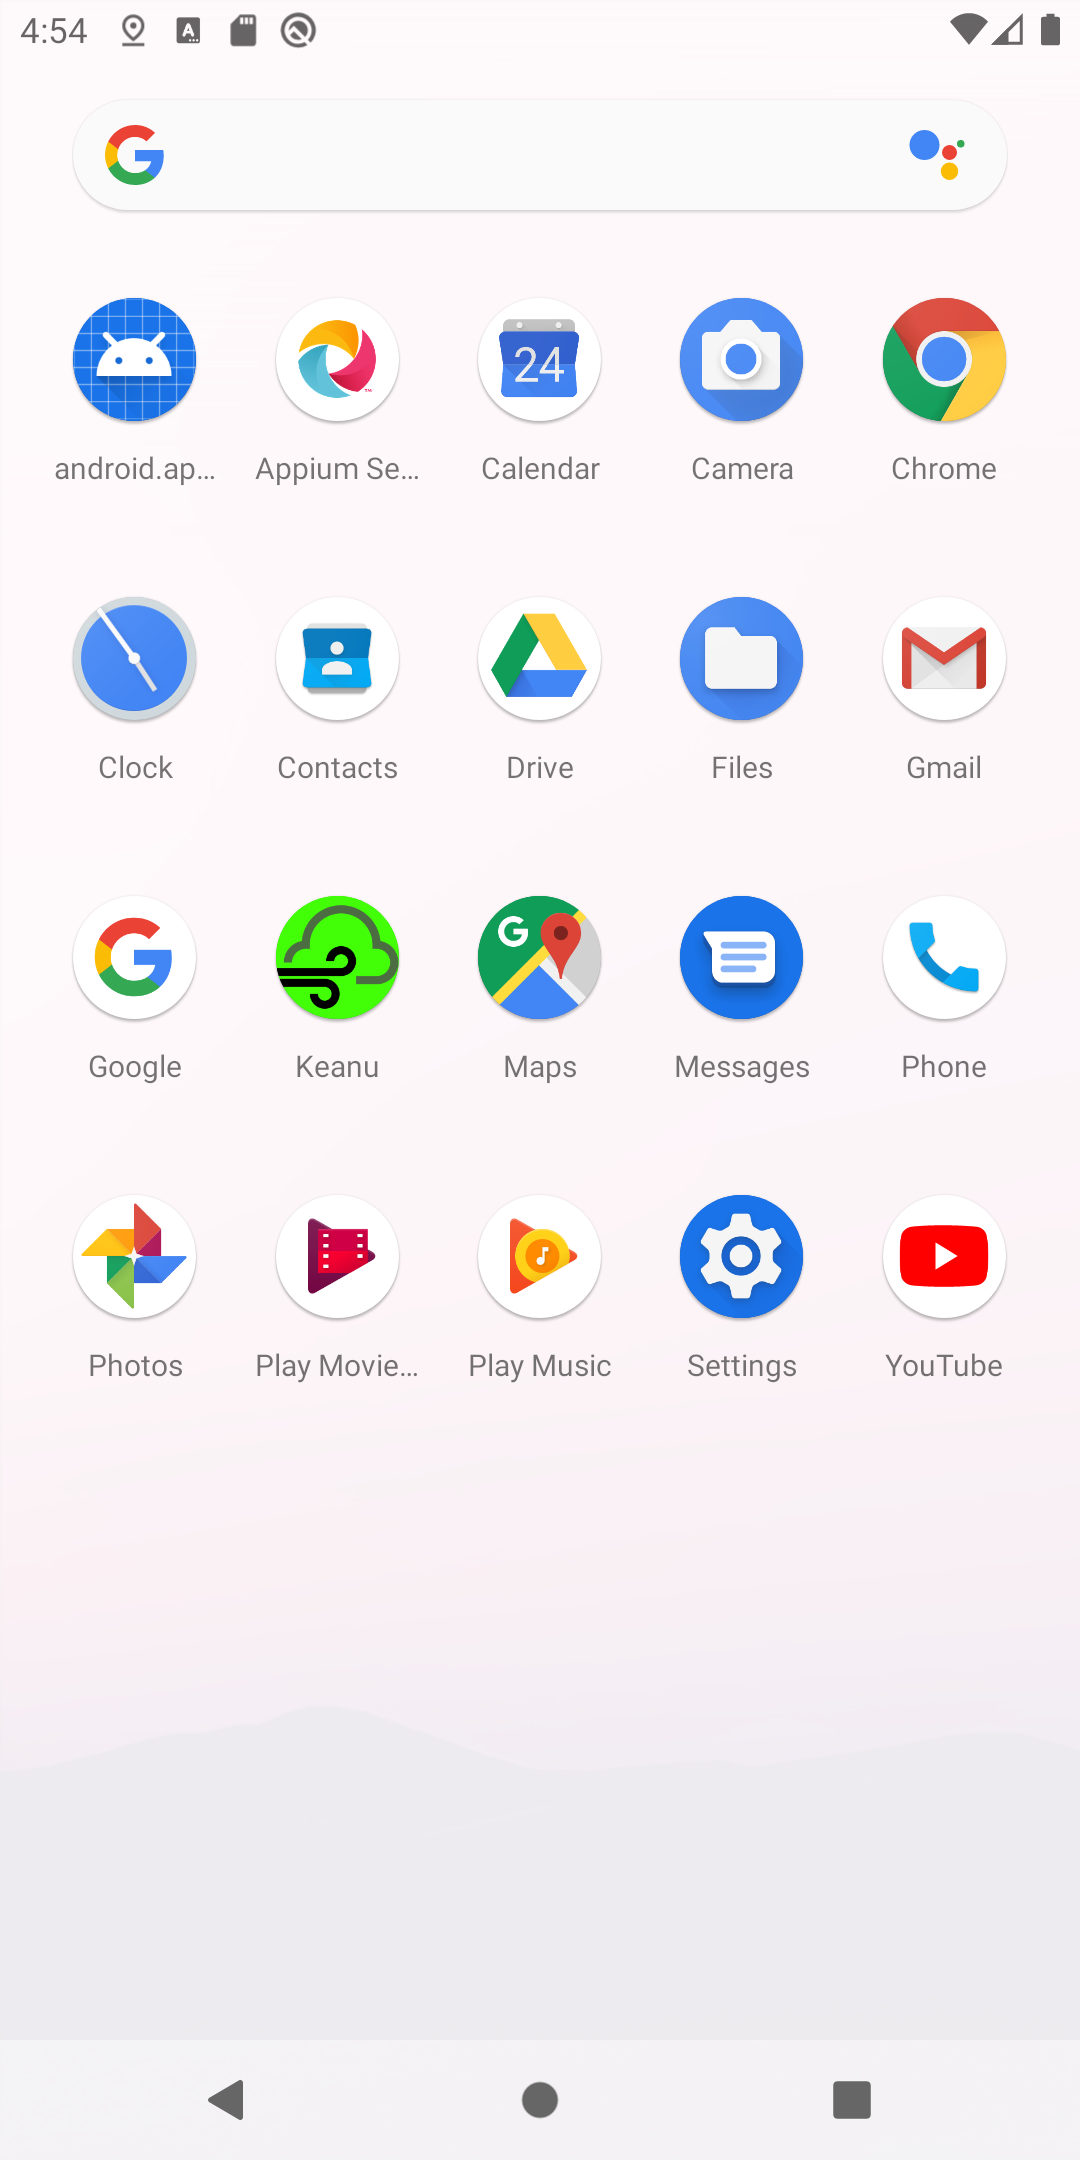 4:54
android.ap...
Appium Se...
Calendar
Camera
Chrome
24
Clock
Contacts
Drive
Files
Gmail
Google
Keanu
Maps
Messages
Phone
Photos
Play Movie...
Play Music
Settings
YouTube